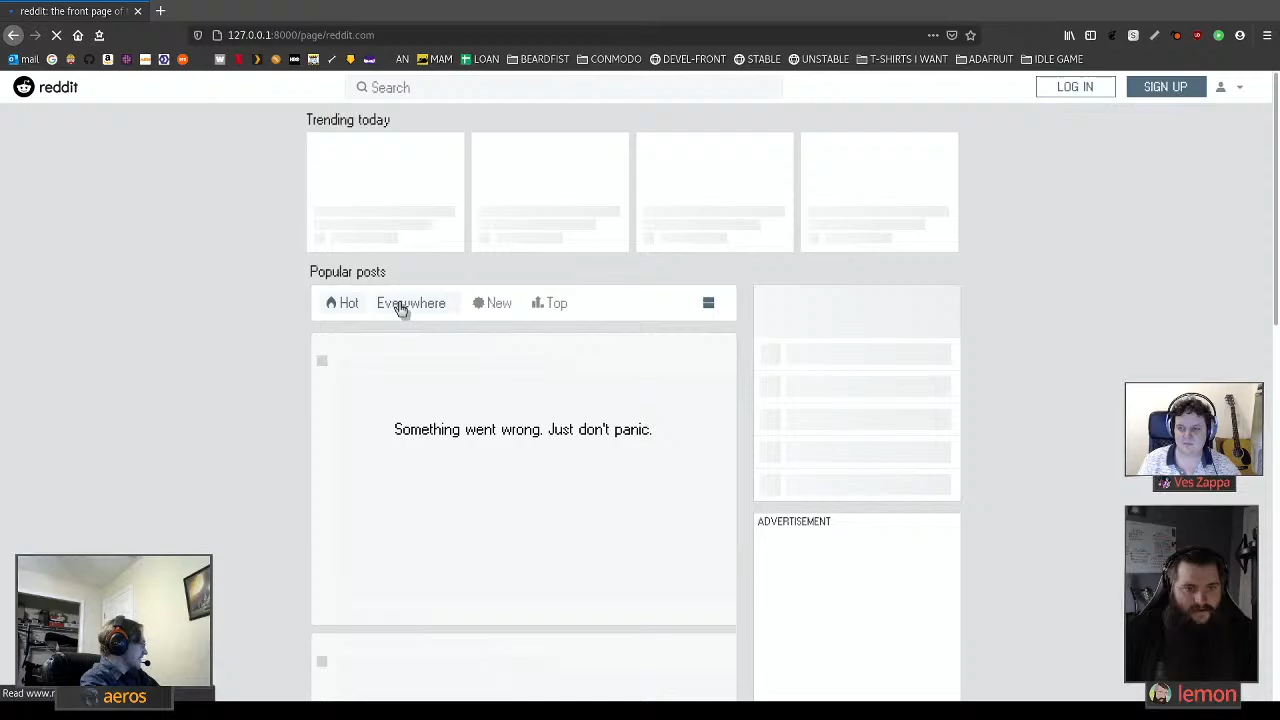 reddit: the front page of
127.0.0.1:8000/page/reddit.com
mail
AN
MAM
LOAN
BEARDFIST
CONMODO
DEVEL-FRONT
STABLE
UNSTABLE
T-SHIRTS I WANT
ADAFRUIT
IDLE GAME
reddit
Search
LOG IN
SIGN UP
Trending today
Popular posts
Hot
Everywhere
New
Top
Something went wrong. Just don't panic.
ADVERTISEMENT
Ves Zappa
Read www.r
aeros
lemon